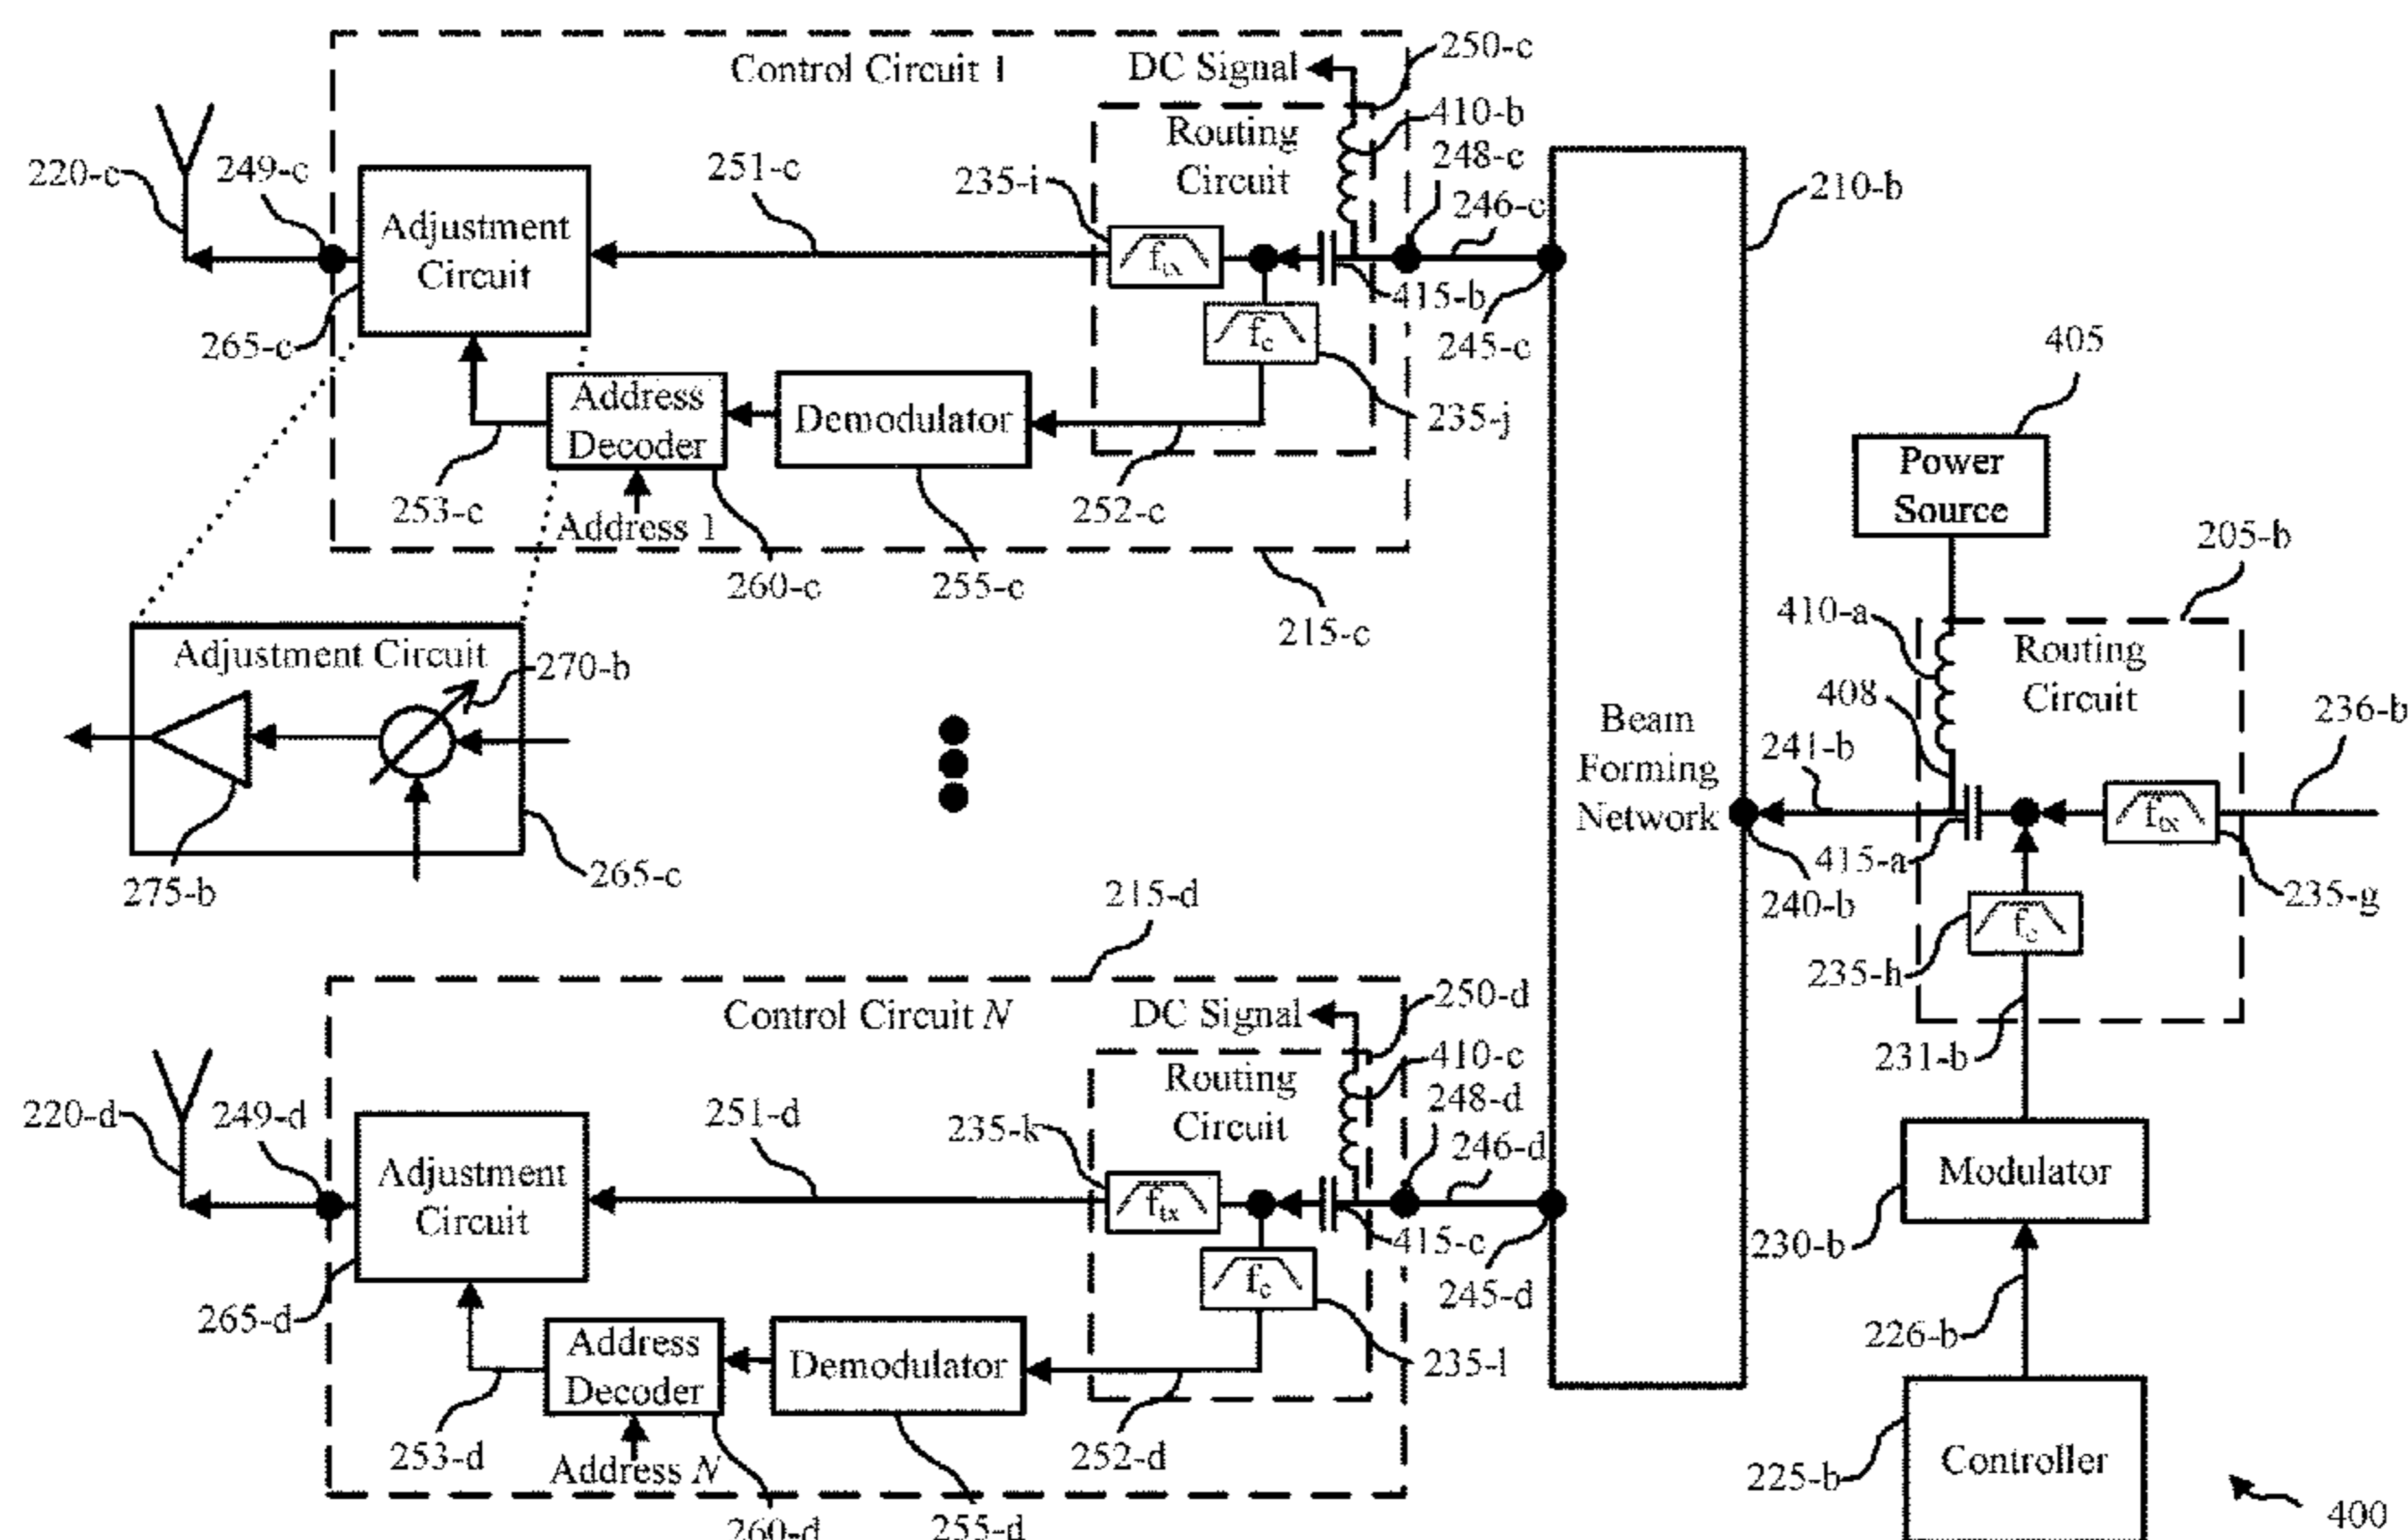 Control Circuit 1
DC Signal
250-c
410-b
Routing
Circuit
248-c
220-c
249-c
251-c
235-i
246-c
210-b
Adjustment
Circuit
f_tx
415-b
265-c
f_c
245-c
405
Address
Decoder
Demodulator
235-j
Power
Source
253-c
Address 1
252-c
205-b
260-c
255-c
215-c
410-a
Adjustment Circuit
270-b
Routing
Circuit
408
236-b
Beam
Forming
Network
241-b
f_tx
415-a
275-b
265-c
215-d
240-b
235-g
f_c
235-h
Control Circuit N
DC Signal
250-d
410-c
231-b
Routing
Circuit
248-d
220-d
249-d
251-d
235-k
246-d
Adjustment
Circuit
f_tx
Modulator
415-c
230-b
f_c
245-d
265-d
226-b
Address
Decoder
Demodulator
235-l
253-d
Address N
252-d
225-b
Controller
260-d
255-d
400